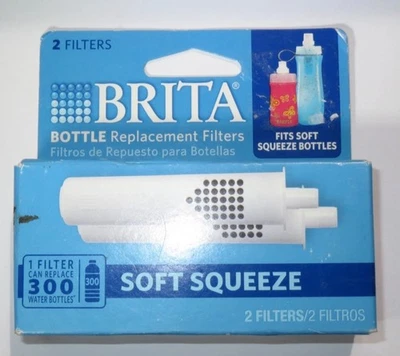 2 FILTERS
BRITA
BOTTLE Replacement Filters
Filtros de Repuesto para Botellas
FITS SOFT
SQUEEZE BOTTLES
1 FILTER
CAN REPLACE
300
WATER BOTTLES*
300
SOFT SQUEEZE
2 FILTERS/2 FILTROS